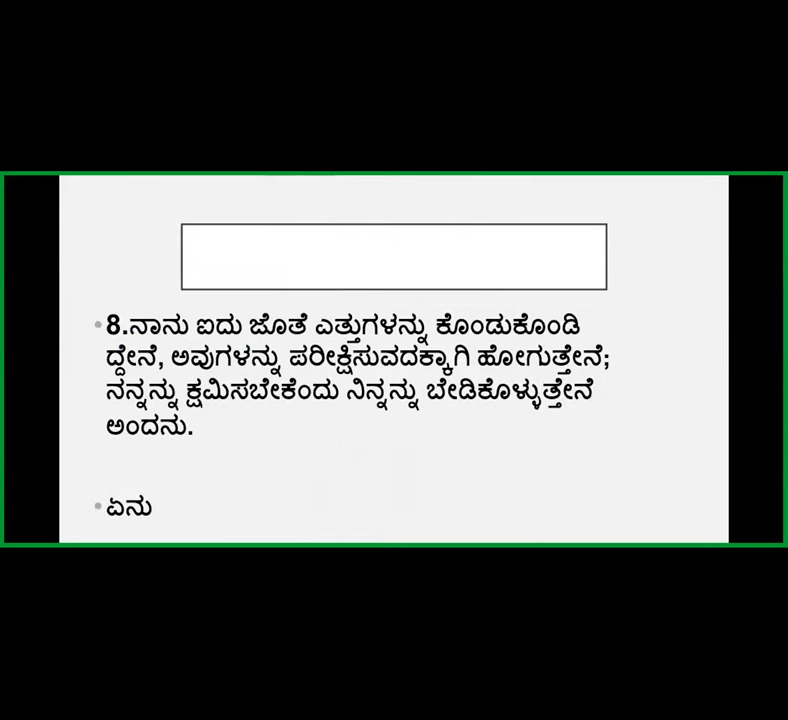 • 8.ನಾನು ಐದು ಜೊತೆ ಎತ್ತುಗಳನ್ನು ಕೊಂಡುಕೊಂಡಿ
ದ್ದೇನೆ, ಅವುಗಳನ್ನು ಪರೀಕ್ಷಿಸುವದಕ್ಕಾಗಿ ಹೋಗುತ್ತೇನೆ;
ನನ್ನನ್ನು ಕ್ಷಮಿಸಬೇಕೆಂದು ನಿನ್ನನ್ನು ಬೇಡಿಕೊಳ್ಳುತ್ತೇನೆ
ಅಂದನು.
• ಏನು